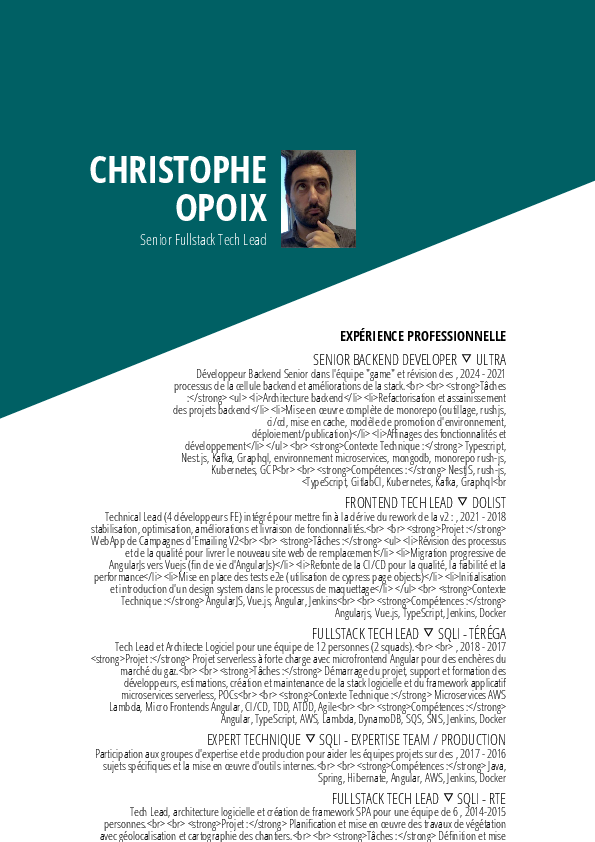 CHRISTOPHE
OPOIX
Senior Fullstack Tech Lead
EXPÉRIENCE PROFESSIONNELLE
SENIOR BACKEND DEVELOPER ▽ ULTRA
Développeur Backend Senior dans l'équipe "game" et révision des , 2024 - 2021
processus de la cellule backend et améliorations de la stack.<br> <br> <strong>Tâches
:</strong> <ul> <li>Architecture backend</li> <li>Refactorisation et assainissement
des projets backend</li> <li>Mise en œuvre complète de monorepo (outillage, rushjs,
ci/cd, mise en cache, modèle de promotion d'environnement,
déploiement/publication)</li> <li>Affinages des fonctionnalités et
développement</li> </ul> <br> <strong>Contexte Technique :</strong> Typescript,
Nest.js, Kafka, Graphql, environnement microservices, mongodb, monorepo rush-js,
Kubernetes, GCP<br> <br> <strong>Compétences :</strong> NestJS, rush-js,
<TypeScript, GitlabCI, Kubernetes, Kafka, Graphql<br
FRONTEND TECH LEAD ▽ DOLIST
Technical Lead (4 développeurs FE) intégré pour mettre fin à la dérive du rework de la v2 : , 2021 - 2018
stabilisation, optimisation, améliorations et livraison de fonctionnalités.<br> <br> <strong>Projet :</strong>
WebApp de Campagnes d'Emailing V2<br> <br> <strong>Tâches :</strong> <ul> <li>Révision des processus
et de la qualité pour livrer le nouveau site web de remplacement</li> <li>Migration progressive de
AngularJs vers Vuejs (fin de vie d'AngularJs)</li> <li>Refonte de la CI/CD pour la qualité, la fiabilité et la
performance</li> <li>Mise en place des tests e2e (utilisation de cypress page objects)</li> <li>Initialisation
et introduction d'un design system dans le processus de maquettage</li> </ul> <br> <strong>Contexte
Technique :</strong> AngularJS, Vue.js, Angular, Jenkins<br> <br> <strong>Compétences :</strong>
Angularjs, Vue.js, TypeScript, Jenkins, Docker
FULLSTACK TECH LEAD ▽ SQLI - TÉRÉGA
Tech Lead et Architecte Logiciel pour une équipe de 12 personnes (2 squads).<br> <br> , 2018 - 2017
<strong>Projet :</strong> Projet serverless à forte charge avec microfrontend Angular pour des enchères du
marché du gaz.<br> <br> <strong>Tâches :</strong> Démarrage du projet, support et formation des
développeurs, estimations, création et maintenance de la stack logicielle et du framework applicatif
microservices serverless, POCs<br> <br> <strong>Contexte Technique :</strong> Microservices AWS
Lambda, Micro Frontends Angular, CI/CD, TDD, ATDD, Agile<br> <br> <strong>Compétences :</strong>
Angular, TypeScript, AWS, Lambda, DynamoDB, SQS, SNS, Jenkins, Docker
EXPERT TECHNIQUE ▽ SQLI - EXPERTISE TEAM / PRODUCTION
Participation aux groupes d'expertise et de production pour aider les équipes projets sur des , 2017 - 2016
sujets spécifiques et la mise en œuvre d'outils internes.<br> <br> <strong>Compétences :</strong> Java,
Spring, Hibernate, Angular, AWS, Jenkins, Docker
FULLSTACK TECH LEAD ▽ SQLI - RTE
Tech Lead, architecture logicielle et création de framework SPA pour une équipe de 6 , 2014-2015
personnes.<br> <br> <strong>Projet :</strong> Planification et mise en œuvre des travaux de végétation
avec géolocalisation et cartographie des chantiers.<br> <br> <strong>Tâches :</strong> Définition et mise